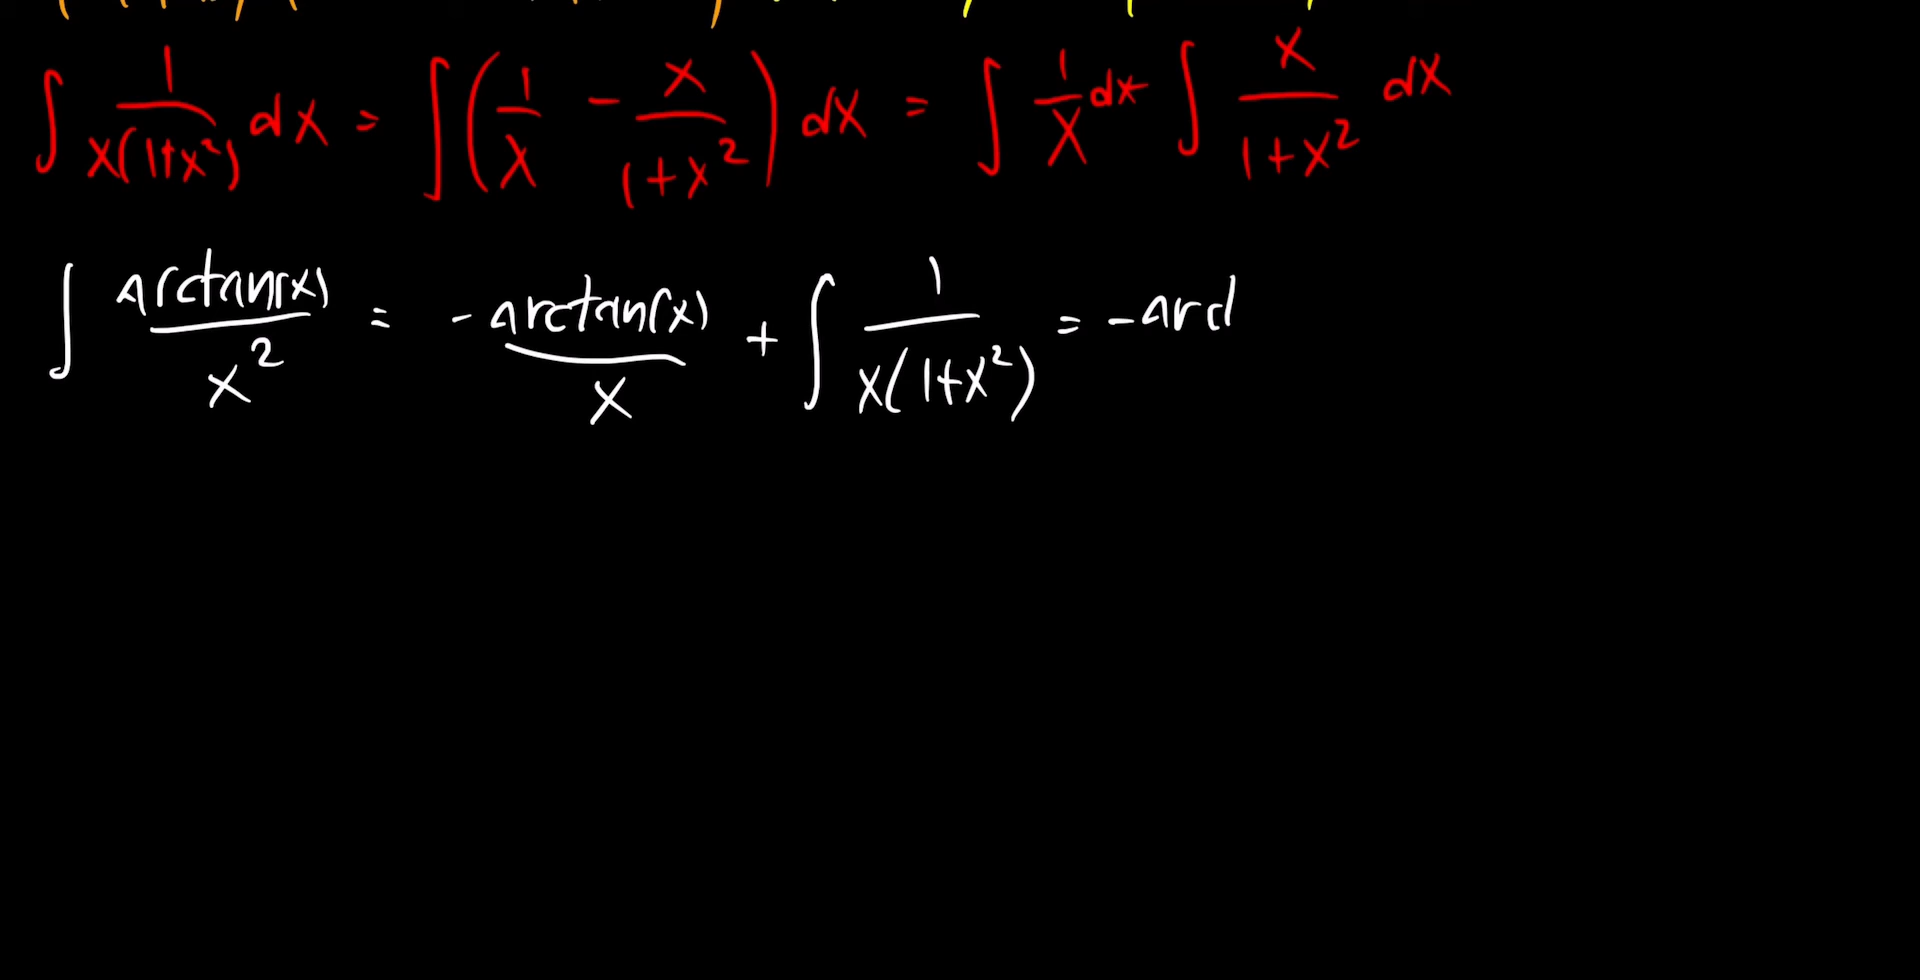 ∫ 1/(x(1+x²)) dx = ∫ (1/x - x/(1+x²)) dx = ∫ 1/x dx ∫ x/(1+x²) dx
∫ arctan(x)/x² = - arctan(x)/x + ∫ 1/(x(1+x²)) = - arc